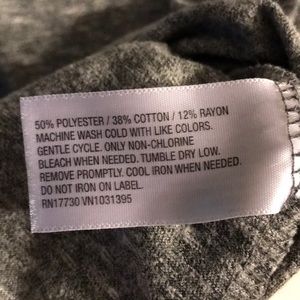 50% POLYESTER / 38% COTTON / 12% RAYON
MACHINE WASH COLD WITH LIKE COLORS.
GENTLE CYCLE. ONLY NON-CHLORINE
BLEACH WHEN NEEDED. TUMBLE DRY LOW.
REMOVE PROMPTLY. COOL IRON WHEN NEEDED.
DO NOT IRON ON LABEL.
RN17730 VN1031395